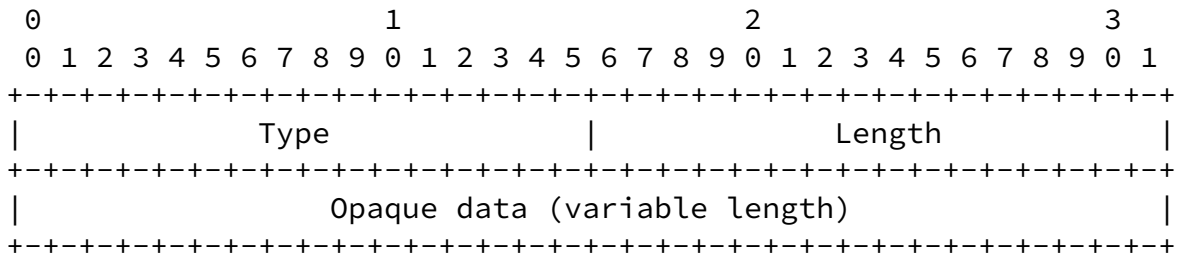 0                   1                   2                   3
 0 1 2 3 4 5 6 7 8 9 0 1 2 3 4 5 6 7 8 9 0 1 2 3 4 5 6 7 8 9 0 1
+-+-+-+-+-+-+-+-+-+-+-+-+-+-+-+-+-+-+-+-+-+-+-+-+-+-+-+-+-+-+-+-+
|             Type              |             Length            |
+-+-+-+-+-+-+-+-+-+-+-+-+-+-+-+-+-+-+-+-+-+-+-+-+-+-+-+-+-+-+-+-+
|                 Opaque data (variable length)                 |
+-+-+-+-+-+-+-+-+-+-+-+-+-+-+-+-+-+-+-+-+-+-+-+-+-+-+-+-+-+-+-+-+